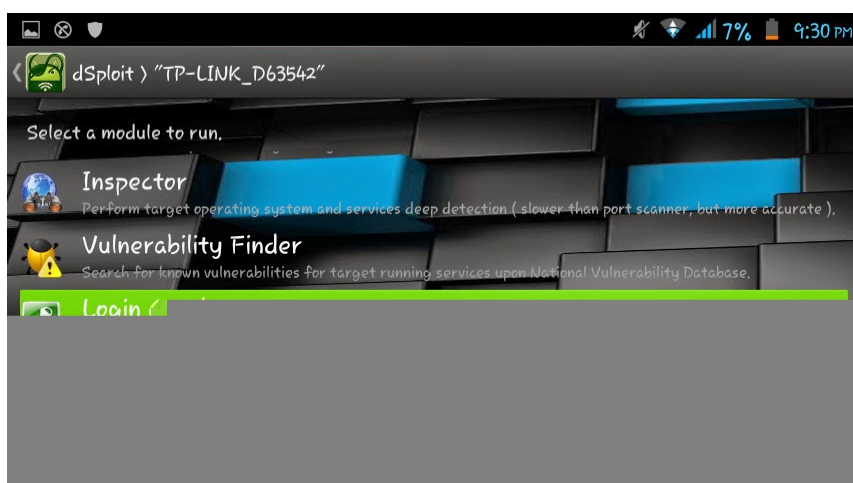 7% 9:30 PM
dSploit > "TP-LINK_D63542"
Select a module to run.
Inspector
Perform target operating system and services deep detection ( slower than port scanner, but more accurate ).
Vulnerability Finder
Search for known vulnerabilities for target running services upon National Vulnerability Database.
Login